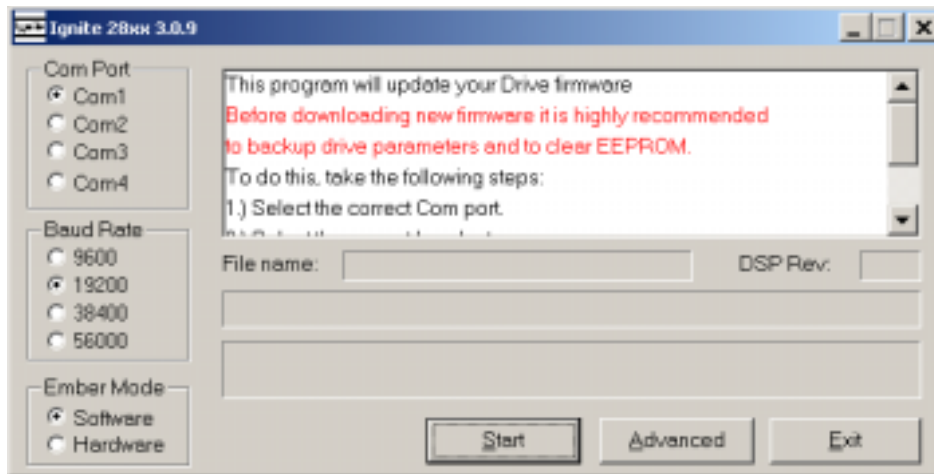 Ignite 28xx 3.0.9
Com Port
Com1
Com2
Com3
Com4
Baud Rate
9600
19200
38400
56000
Ember Mode
Software
Hardware
This program will update your Drive firmware
Before downloading new firmware it is highly recommended
to backup drive parameters and to clear EEPROM.
To do this, take the following steps:
1.) Select the correct Com port.
File name:
DSP Rev:
Start
Advanced
Exit